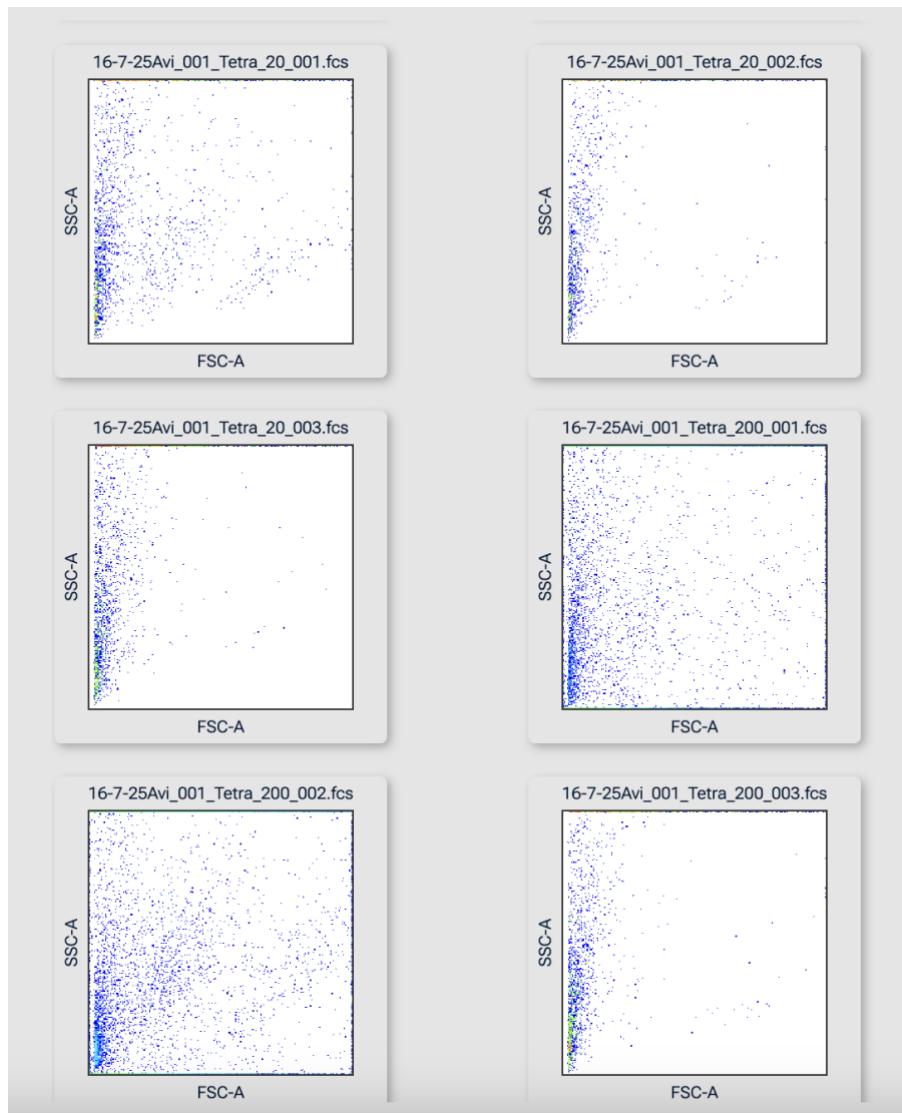 16-7-25Avi_001_Tetra_20_001.fcs
SSC-A
FSC-A
16-7-25Avi_001_Tetra_20_002.fcs
SSC-A
FSC-A
16-7-25Avi_001_Tetra_20_003.fcs
SSC-A
FSC-A
16-7-25Avi_001_Tetra_200_001.fcs
SSC-A
FSC-A
16-7-25Avi_001_Tetra_200_002.fcs
SSC-A
FSC-A
16-7-25Avi_001_Tetra_200_003.fcs
SSC-A
FSC-A